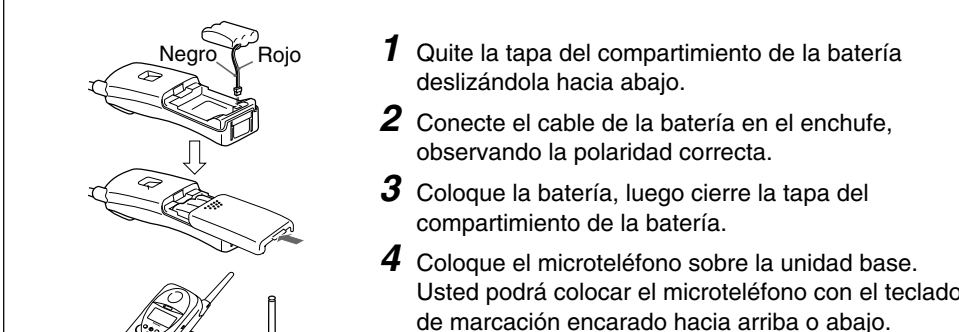 Negro Rojo
1 Quite la tapa del compartimiento de la batería
deslizándola hacia abajo.
2 Conecte el cable de la batería en el enchufe,
observando la polaridad correcta.
3 Coloque la batería, luego cierre la tapa del
compartimiento de la batería.
4 Coloque el microteléfono sobre la unidad base.
Usted podrá colocar el microteléfono con el teclado
de marcación encarado hacia arriba o abajo.